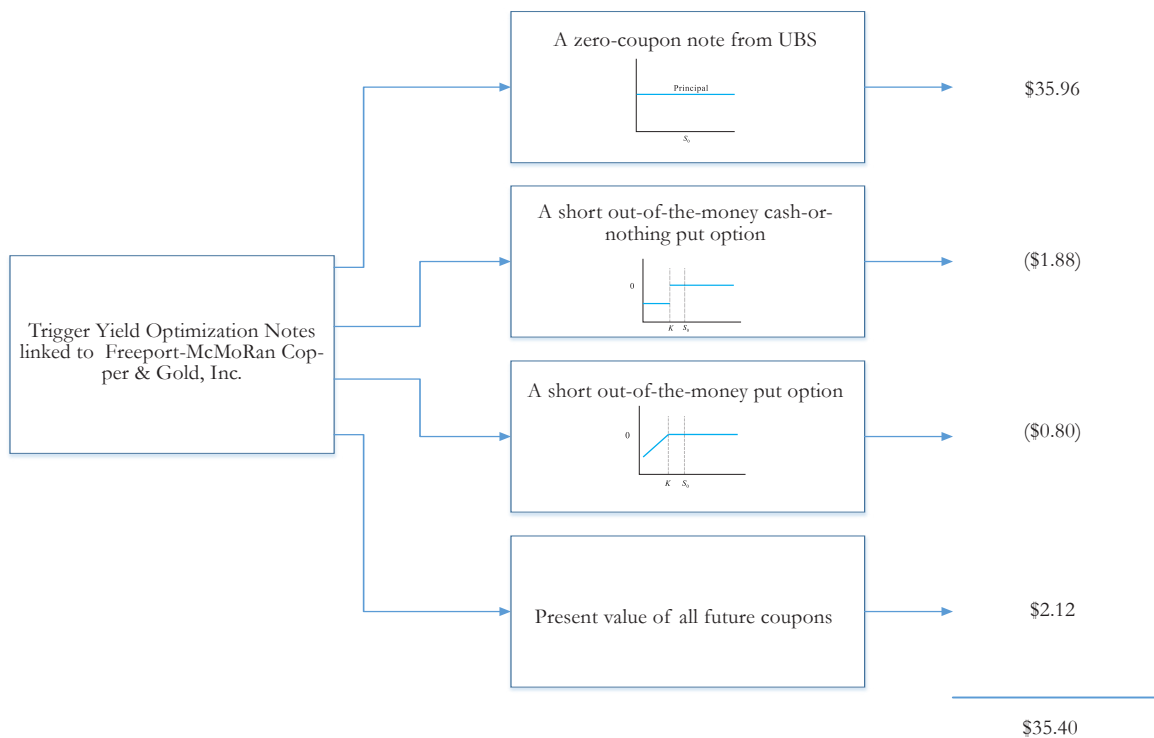 A zero-coupon note from UBS
Principal
S₀
$35.96
A short out-of-the-money cash-or-
nothing put option
0
K
S₀
($1.88)
Trigger Yield Optimization Notes
linked to Freeport-McMoRan Cop-
per & Gold, Inc.
A short out-of-the-money put option
0
K
S₀
($0.80)
Present value of all future coupons
$2.12
$35.40